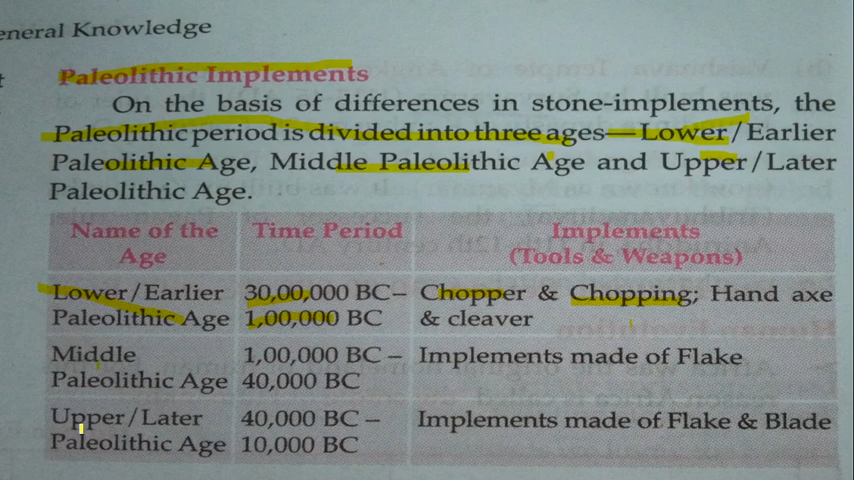 eneral Knowledge
Paleolithic Implements
On the basis of differences in stone-implements, the
Paleolithic period is divided into three ages—Lower/Earlier
Paleolithic Age, Middle Paleolithic Age and Upper/Later
Paleolithic Age.
Name of the Age Time Period Implements (Tools & Weapons)
Lower/Earlier 30,00,000 BC– Chopper & Chopping; Hand axe
Paleolithic Age 1,00,000 BC & cleaver
Middle 1,00,000 BC – Implements made of Flake
Paleolithic Age 40,000 BC
Upper/Later 40,000 BC – Implements made of Flake & Blade
Paleolithic Age 10,000 BC